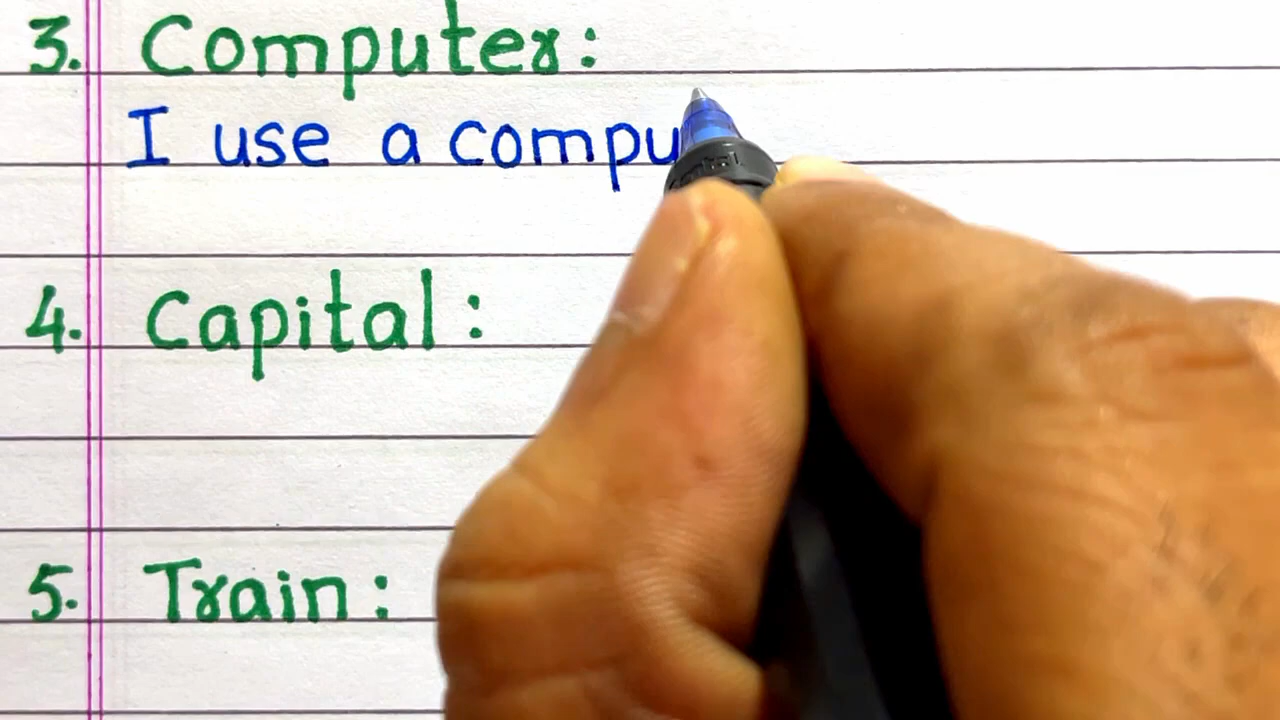 3. Computer:
I use a compu
4. Capital:
5. Train: